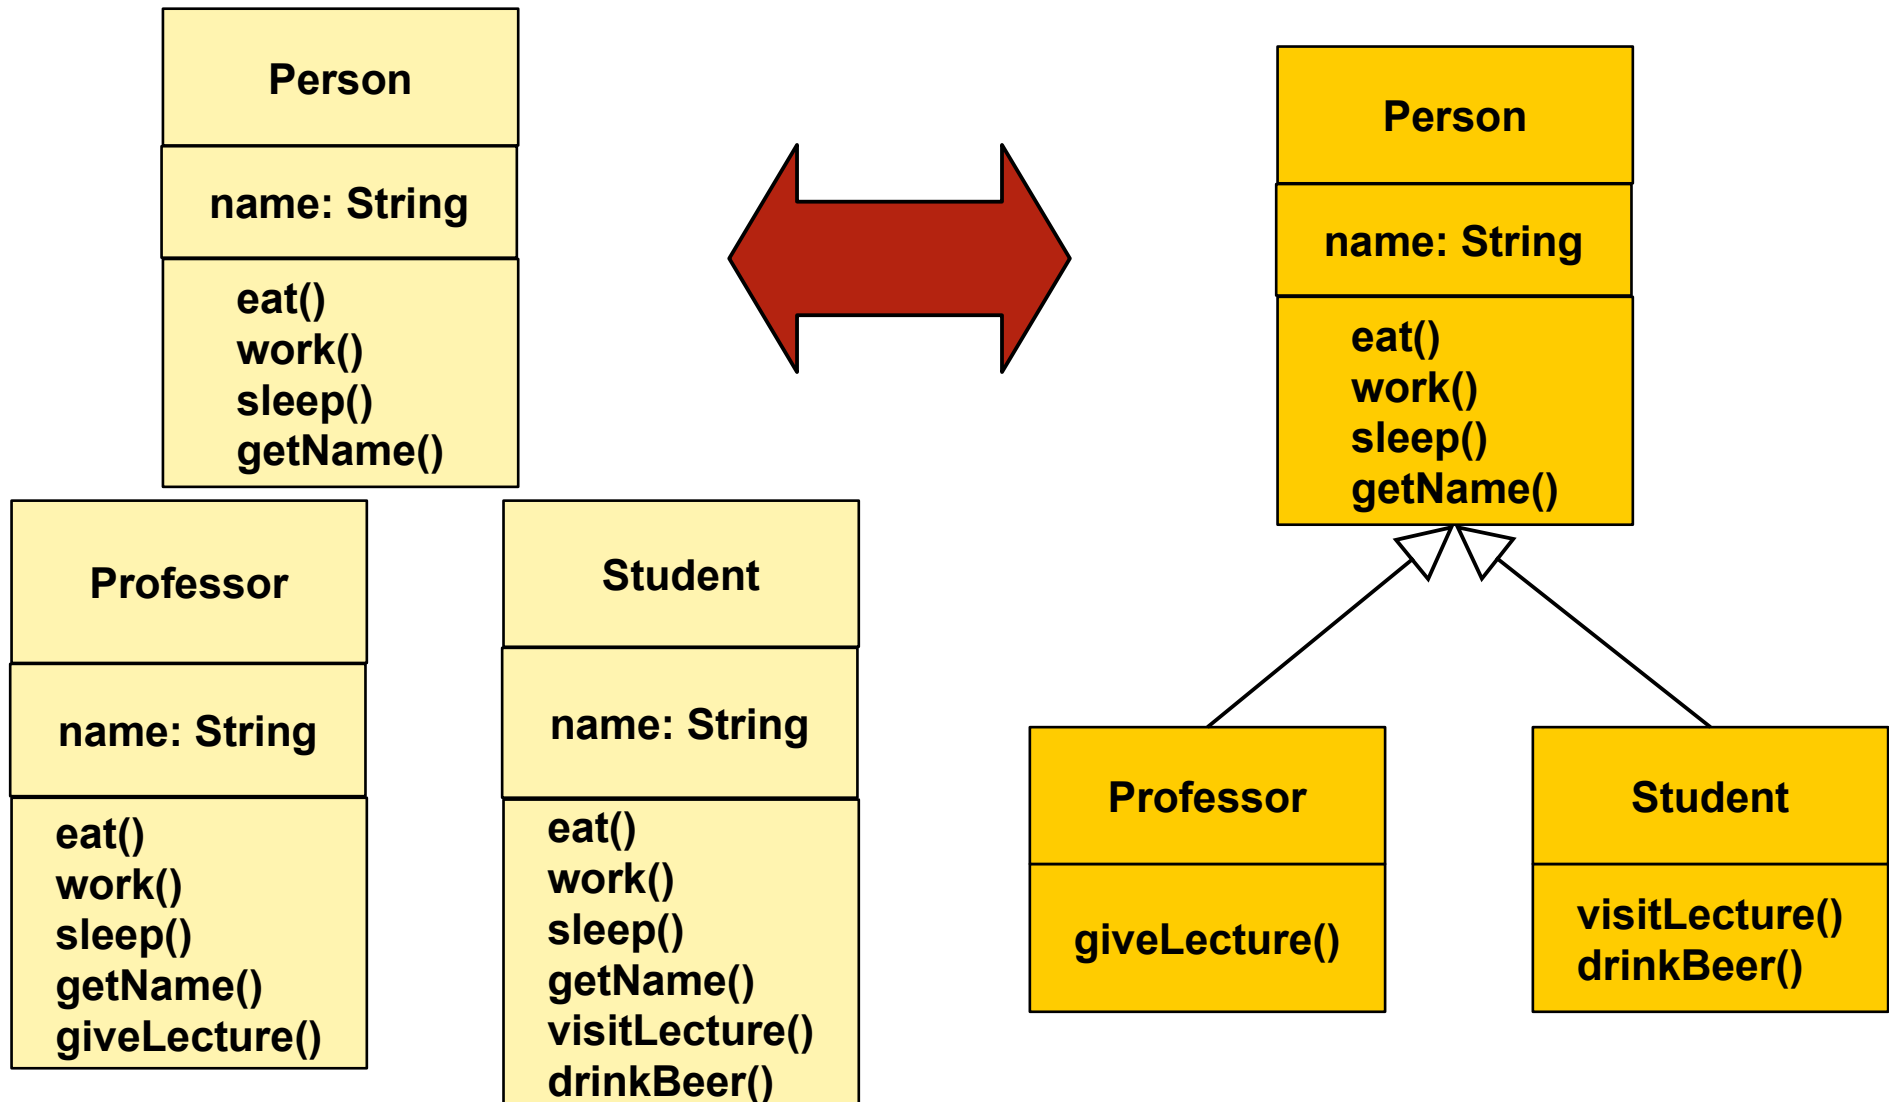 Person
name: String
eat()
work()
sleep()
getName()
Professor
name: String
eat()
work()
sleep()
getName()
giveLecture()
Student
name: String
eat()
work()
sleep()
getName()
visitLecture()
drinkBeer()
Person
name: String
eat()
work()
sleep()
getName()
Professor
giveLecture()
Student
visitLecture()
drinkBeer()